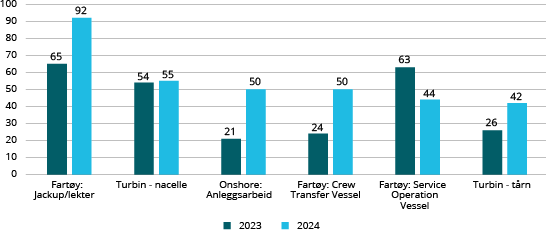 100
90
80
70
60
50
40
30
20
10
0
65 92
54 55
21 50
24 50
63 44
26 42
Fartøy:
Jackup/lekter
Turbin - nacelle
Onshore:
Anleggsarbeid
Fartøy: Crew
Transfer Vessel
Fartøy: Service
Operation
Vessel
Turbin - tårn
2023 2024